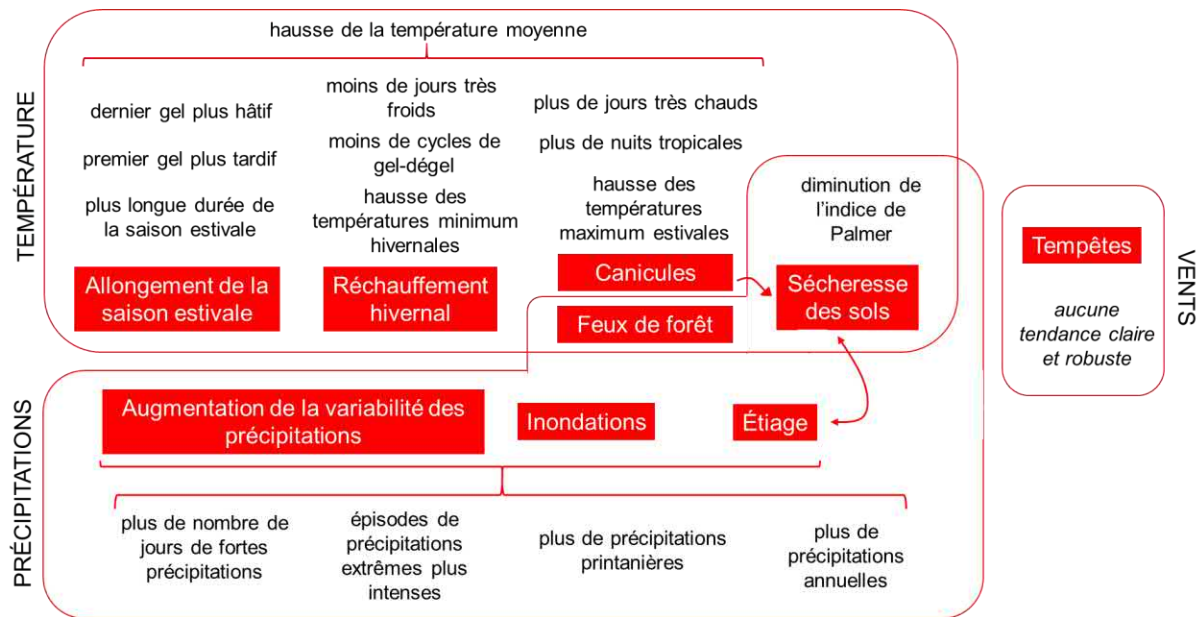 TEMPÉRATURE
hausse de la température moyenne
dernier gel plus hâtif
premier gel plus tardif
plus longue durée de
la saison estivale
Allongement de la
saison estivale
moins de jours très
froids
moins de cycles de
gel-dégel
hausse des
températures minimum
hivernales
Réchauffement
hivernal
plus de jours très chauds
plus de nuits tropicales
hausse des
températures
maximum estivales
Canicules
Feux de forêt
diminution de
l'indice de
Palmer
Sécheresse
des sols
VENTS
Tempêtes
aucune
tendance claire
et robuste
PRÉCIPITATIONS
Augmentation de la variabilité des
précipitations
Inondations
Étiage
plus de nombre de
jours de fortes
précipitations
épisodes de
précipitations
extrêmes plus
intenses
plus de précipitations
printanières
plus de
précipitations
annuelles